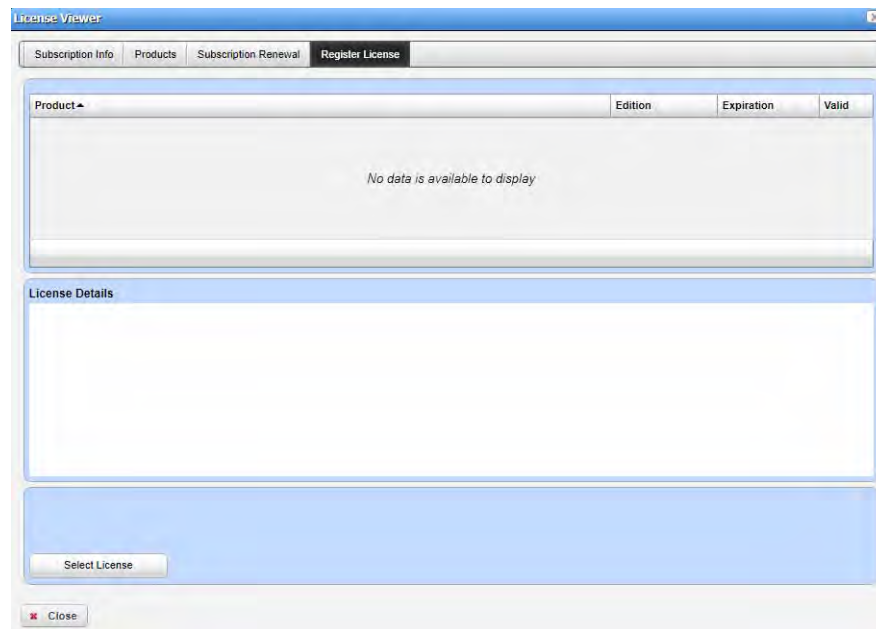 License Viewer
Subscription Info Products Subscription Renewal Register License
Product Edition Expiration Valid
No data is available to display
License Details
Select License
Close